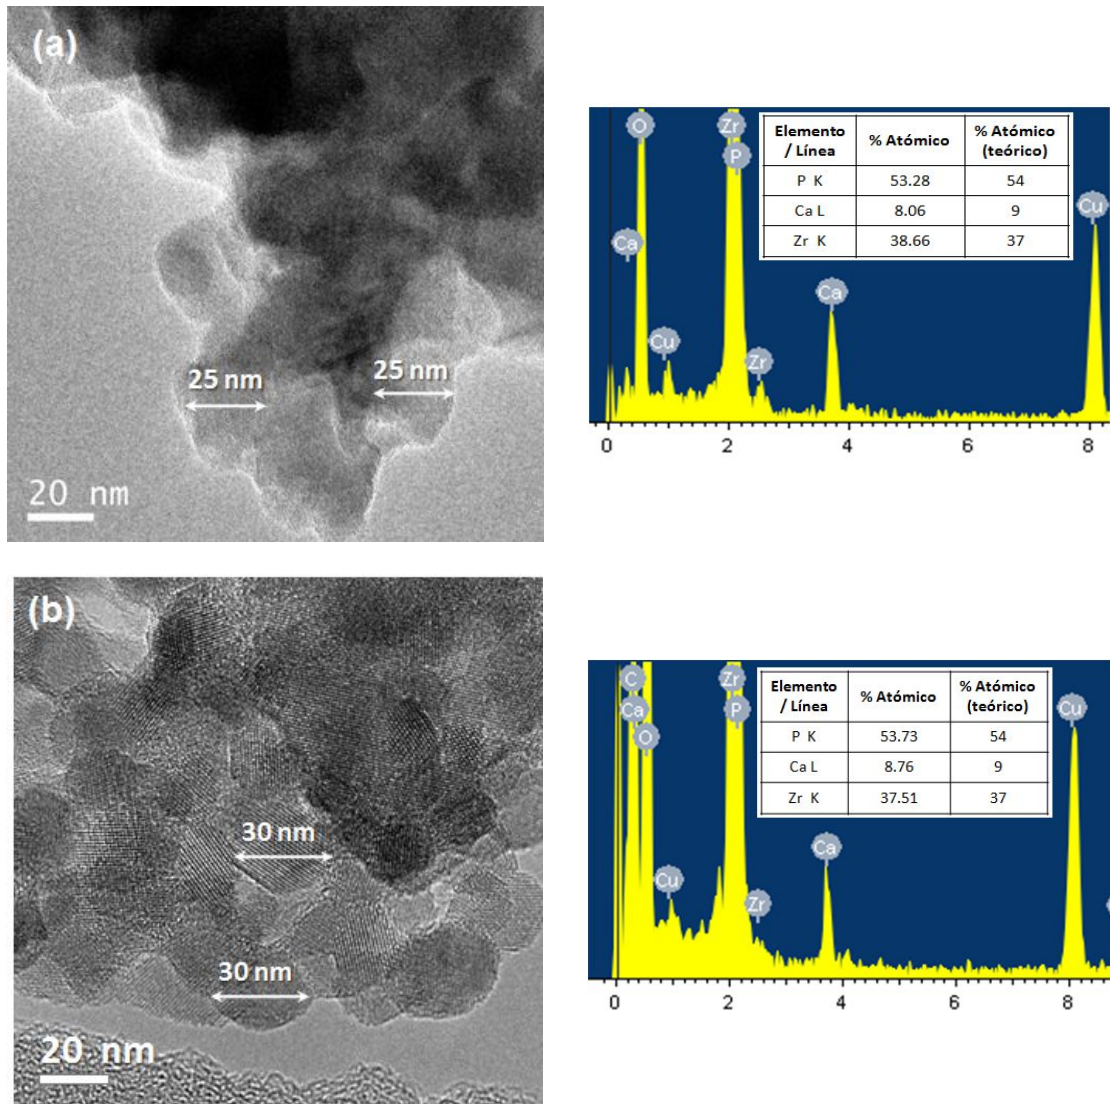 (a)
25 nm 25 nm
20 nm
O Zr P Cu Ca Cu Zr Ca
Elemento / Línea % Atómico % Atómico (teórico)
P K 53.28 54
Ca L 8.06 9
Zr K 38.66 37
0 2 4 6 8
(b)
30 nm
30 nm
20 nm
C Ca O Zr P Cu Cu Zr Ca
Elemento / Línea % Atómico % Atómico (teórico)
P K 53.73 54
Ca L 8.76 9
Zr K 37.51 37
0 2 4 6 8